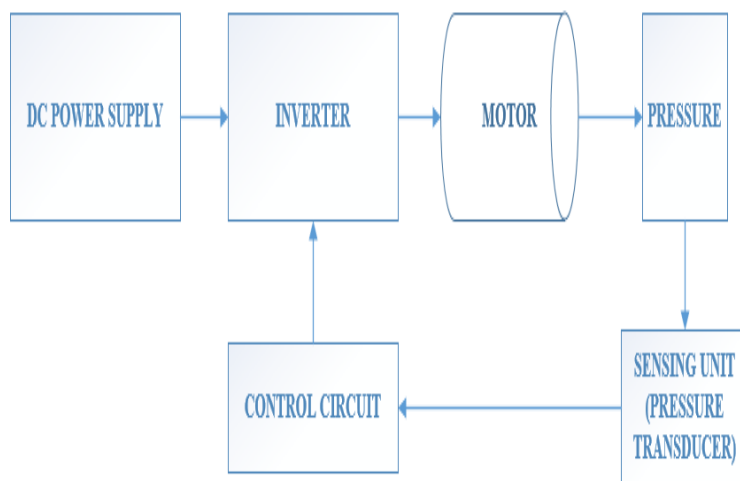 DC POWER SUPPLY
INVERTER
MOTOR
PRESSURE
SENSING UNIT
(PRESSURE
TRANSDUCER)
CONTROL CIRCUIT